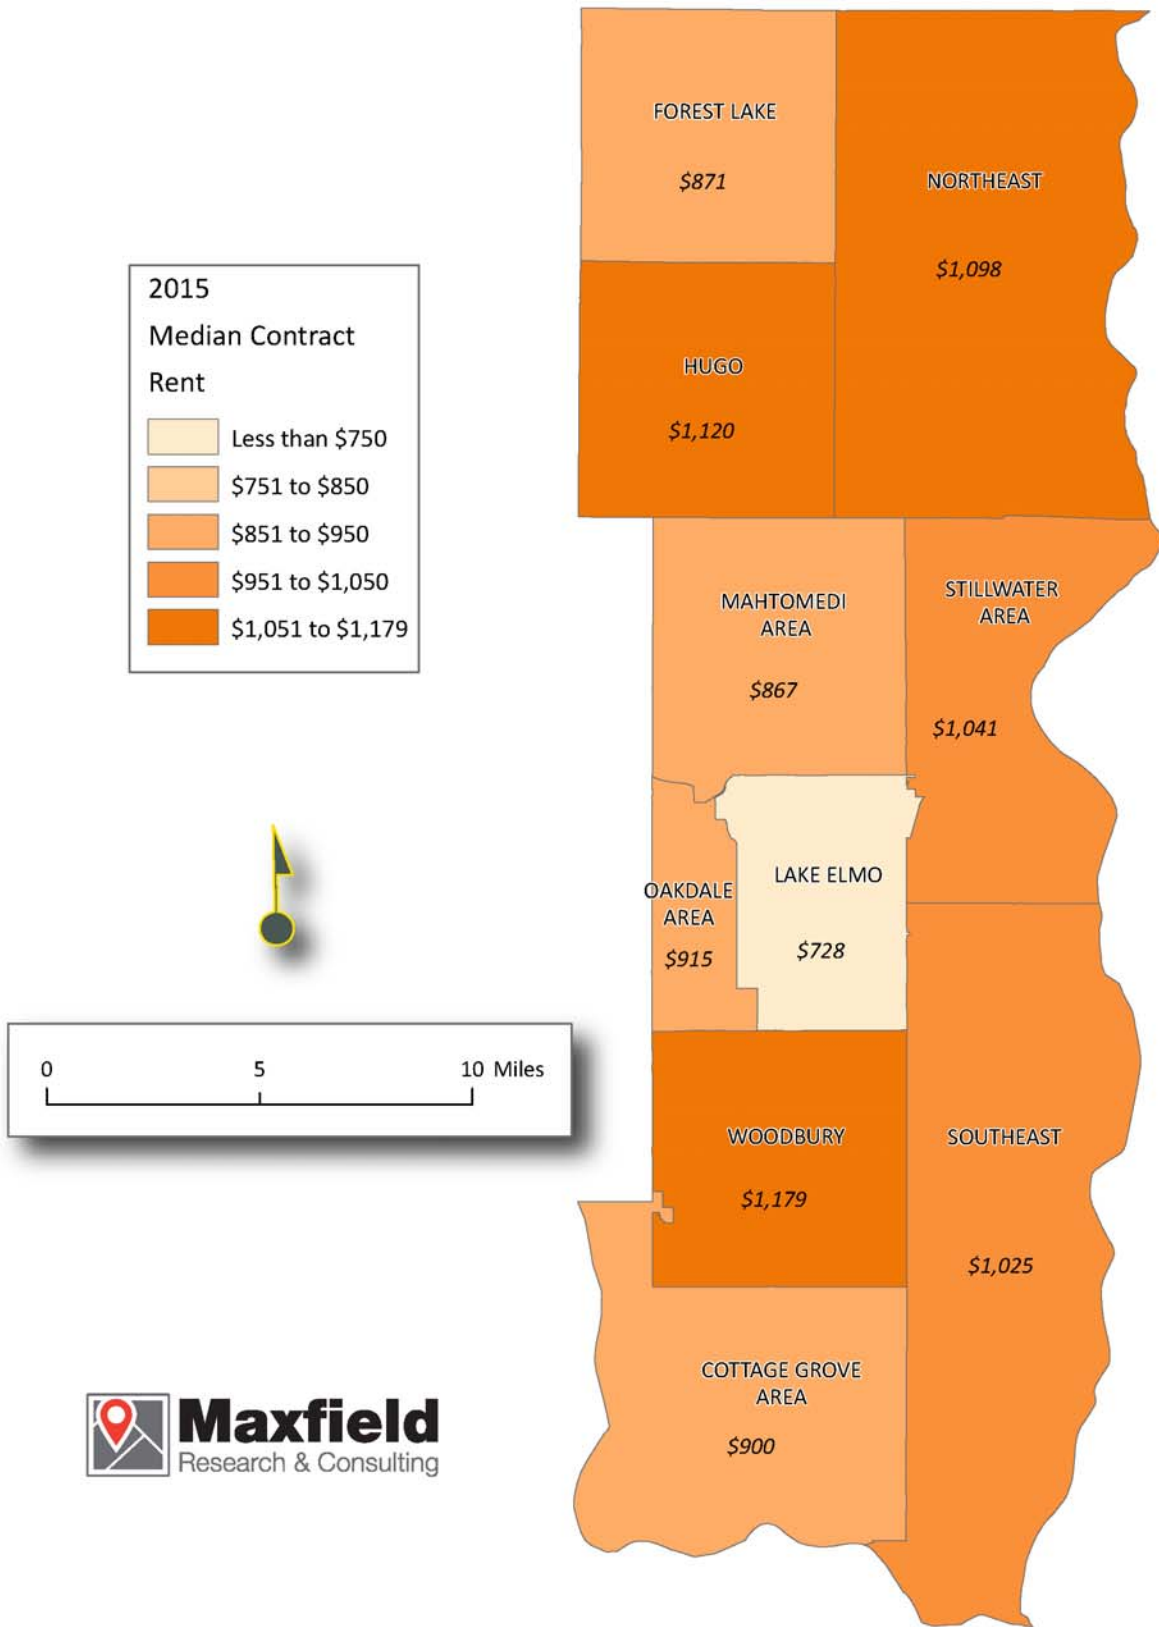 FOREST LAKE
$871
NORTHEAST
$1,098
HUGO
$1,120
2015
Median Contract
Rent
Less than $750
$751 to $850
$851 to $950
$951 to $1,050
$1,051 to $1,179
MAHTOMEDI
AREA
$867
STILLWATER
AREA
$1,041
OAKDALE
AREA
$915
LAKE ELMO
$728
0 5 10 Miles
WOODBURY
$1,179
SOUTHEAST
$1,025
COTTAGE GROVE
AREA
$900
Maxfield
Research & Consulting